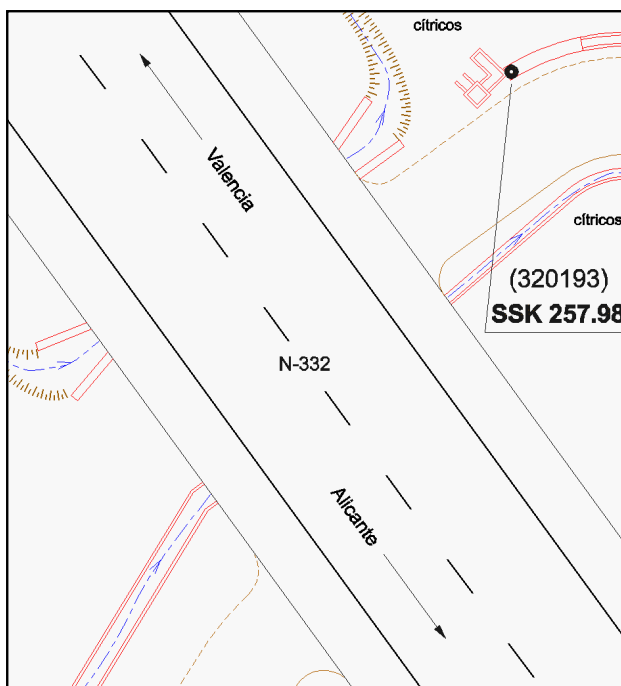 cítricos
Valencia
cítricos
(320193)
SSK 257.98
N-332
Alicante